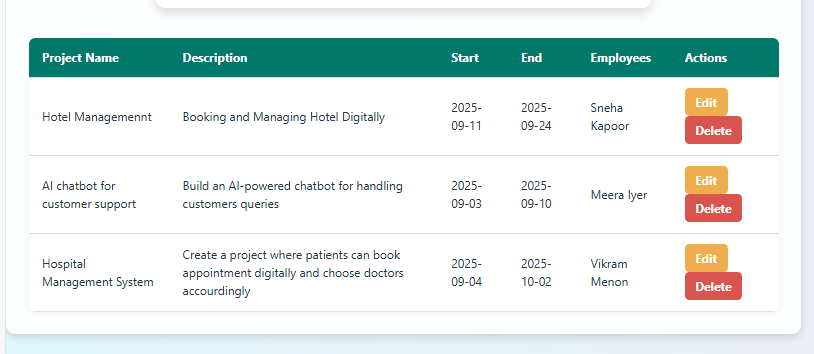 Project Name Description Start End Employees Actions
Hotel Managemennt Booking and Managing Hotel Digitally 2025-09-11 2025-09-24 Sneha Kapoor Edit Delete
AI chatbot for customer support Build an AI-powered chatbot for handling customers queries 2025-09-03 2025-09-10 Meera Iyer Edit Delete
Hospital Management System Create a project where patients can book appointment digitally and choose doctors accourdingly 2025-09-04 2025-10-02 Vikram Menon Edit Delete